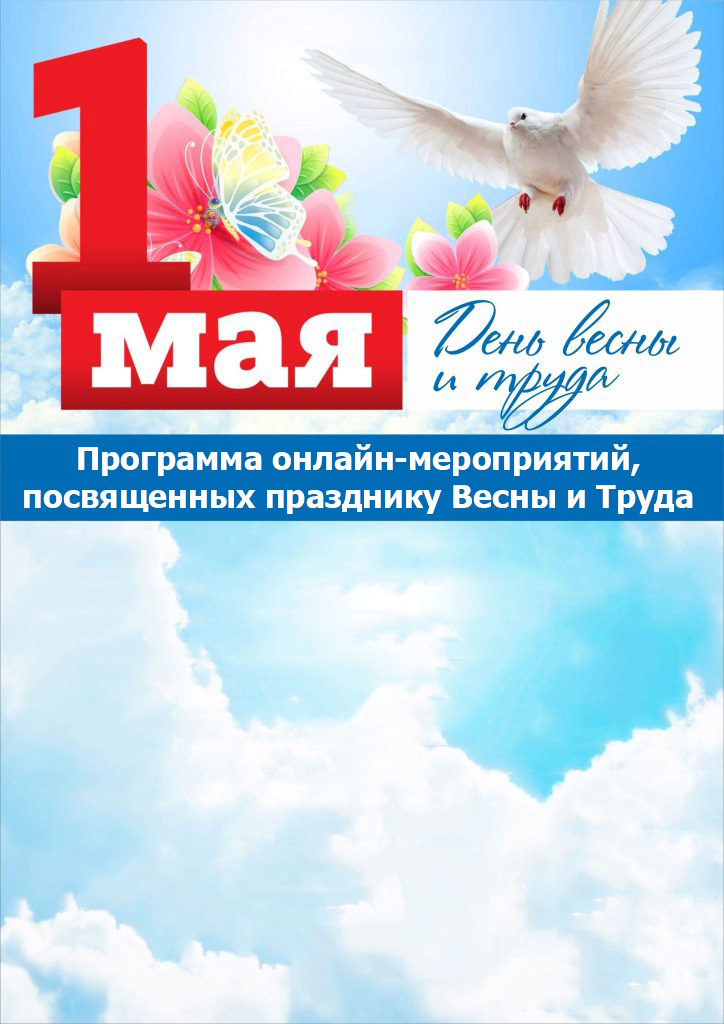 1
мая
День весны
и труда
Программа онлайн-мероприятий,
посвященных празднику Весны и Труда